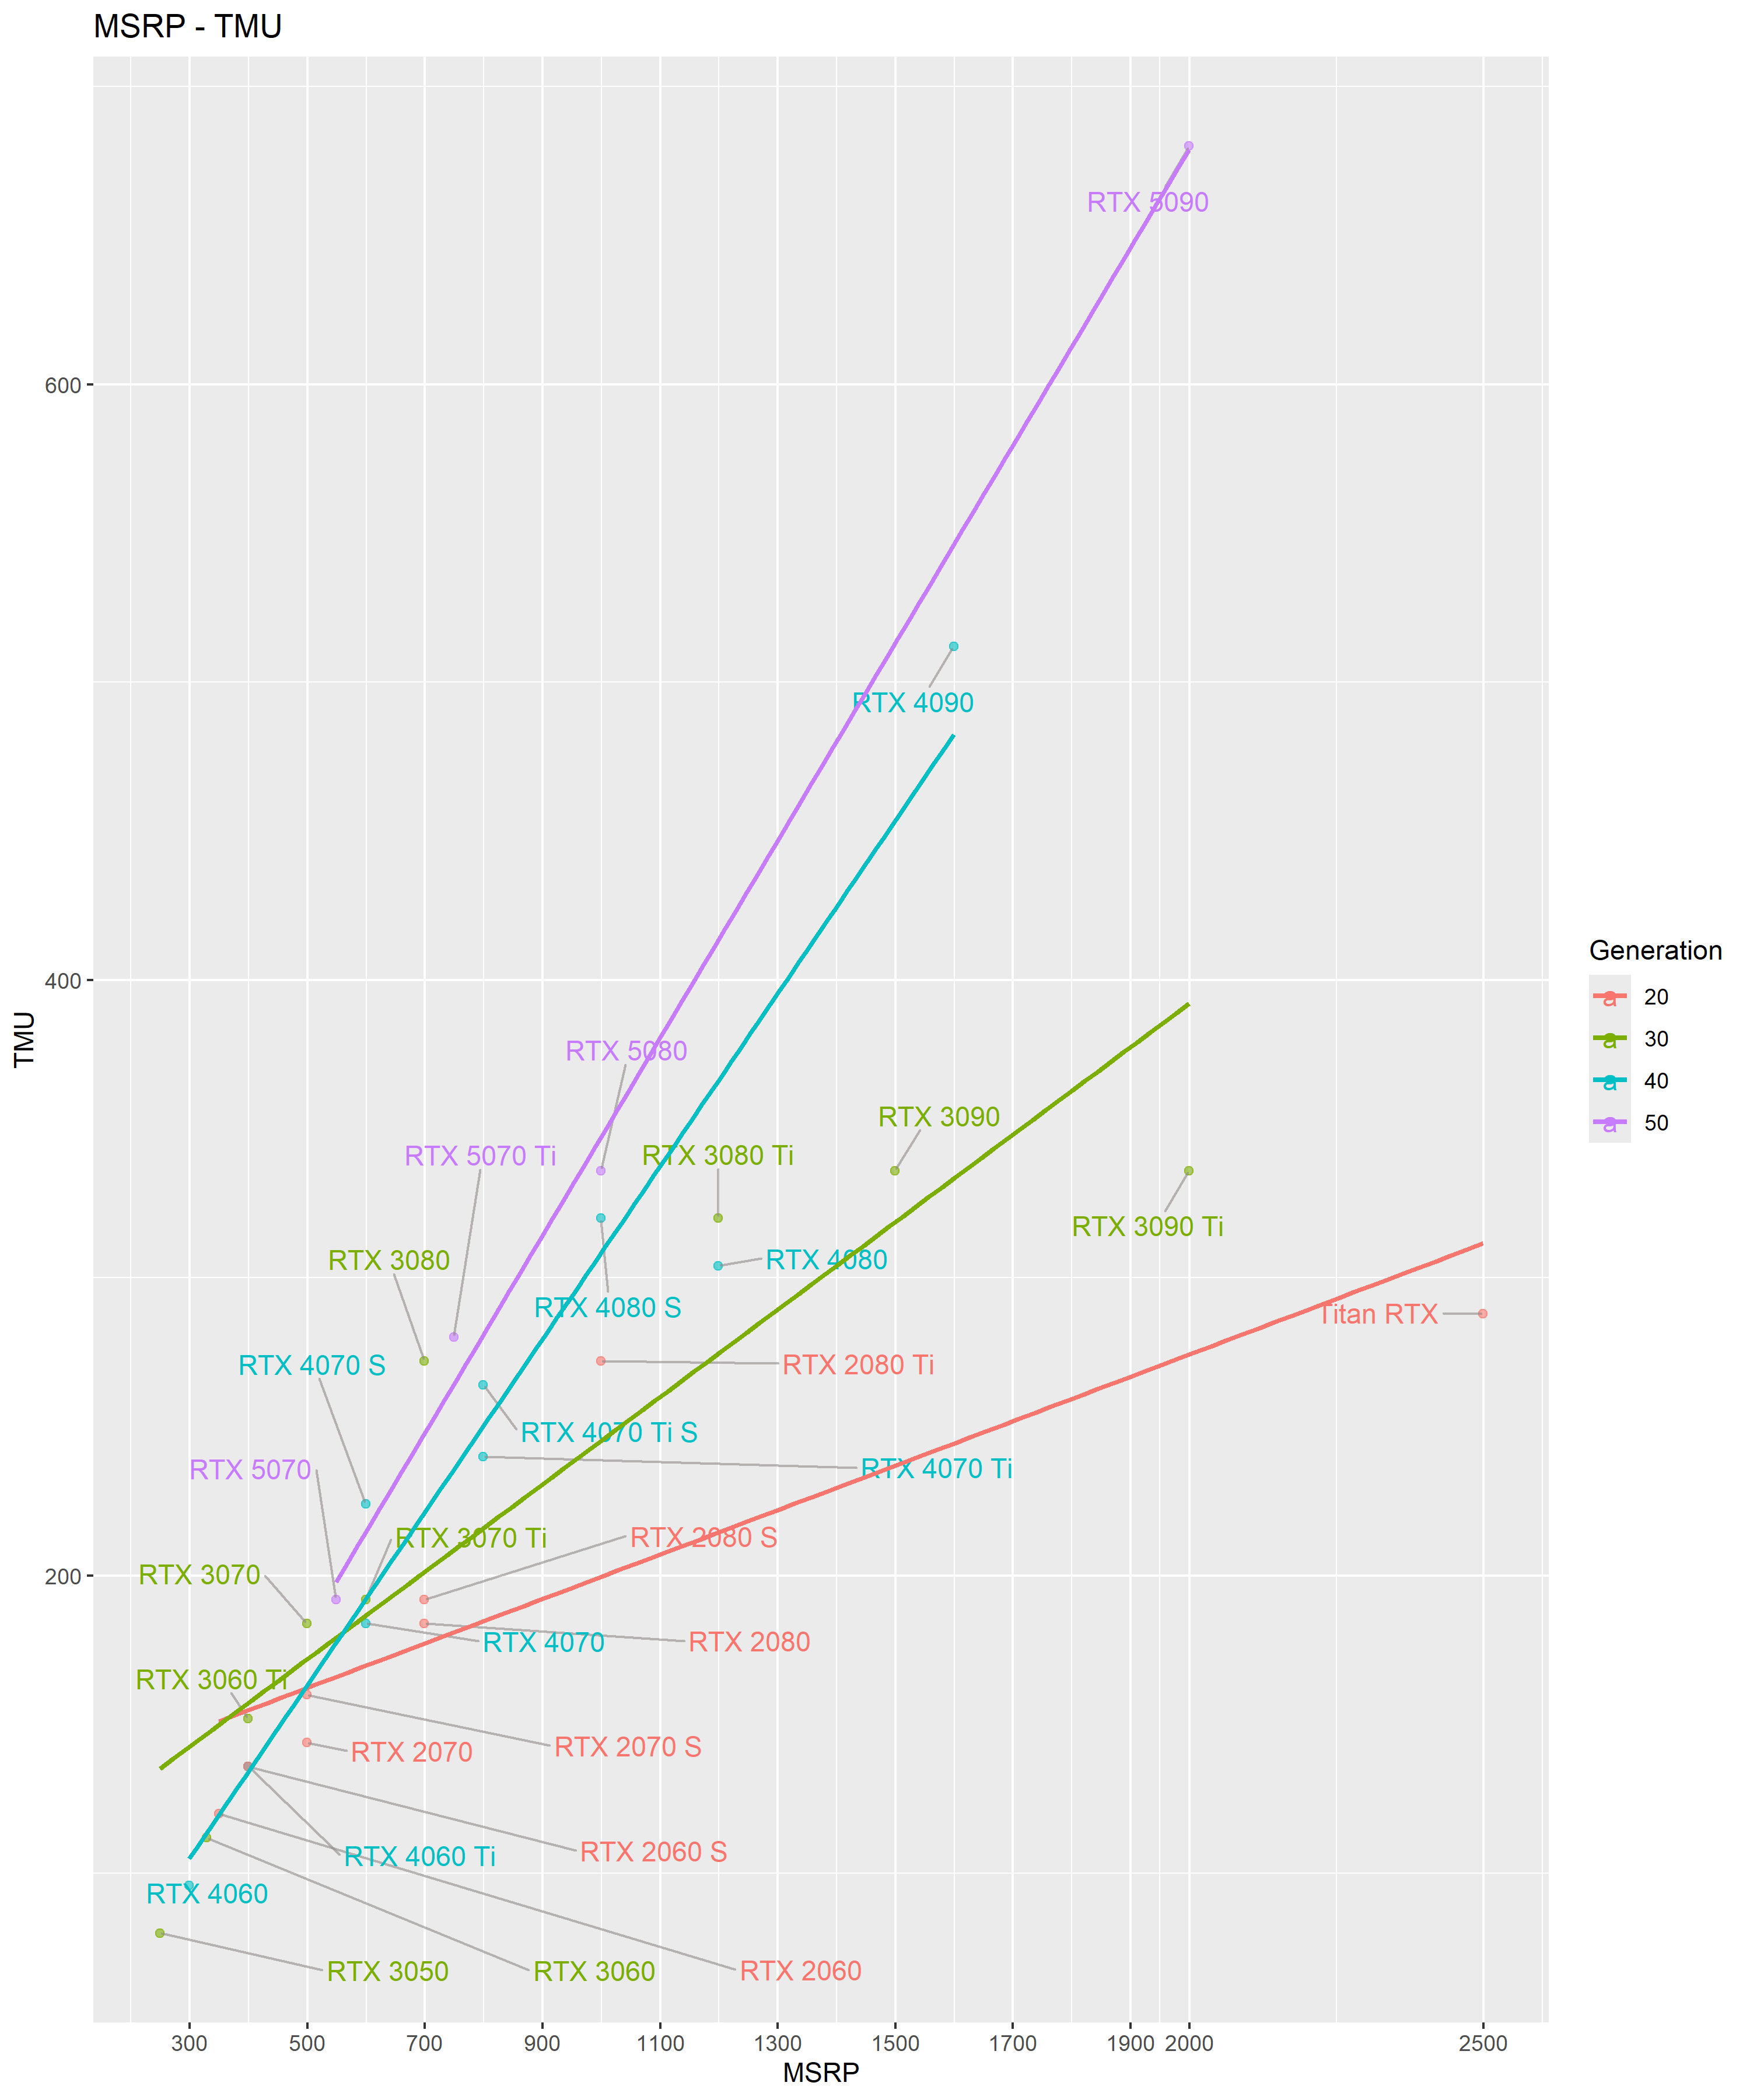 MSRP - TMU
RTX 5090
600
RTX 4090
Generation
400
20
30
TMU
RTX 5080
40
RTX 3090
50
RTX 5070 Ti
RTX 3080 Ti
RTX 3090 Ti
RTX 3080
RTX 4080
RTX 4080 S
Titan RTX
RTX 4070 S
RTX 2080 Ti
RTX 4070 Ti S
RTX 5070
RTX 4070 Ti
RTX 3070 Ti
RTX 2080 S
RTX 3070
200
RTX 4070
RTX 2080
RTX 3060 Ti
RTX 2070
RTX 2070 S
RTX 4060 Ti
RTX 2060 S
RTX 4060
RTX 3050
RTX 3060
RTX 2060
300 500 700 900 1100 1300 1500 1700 1900 2000 2500
MSRP